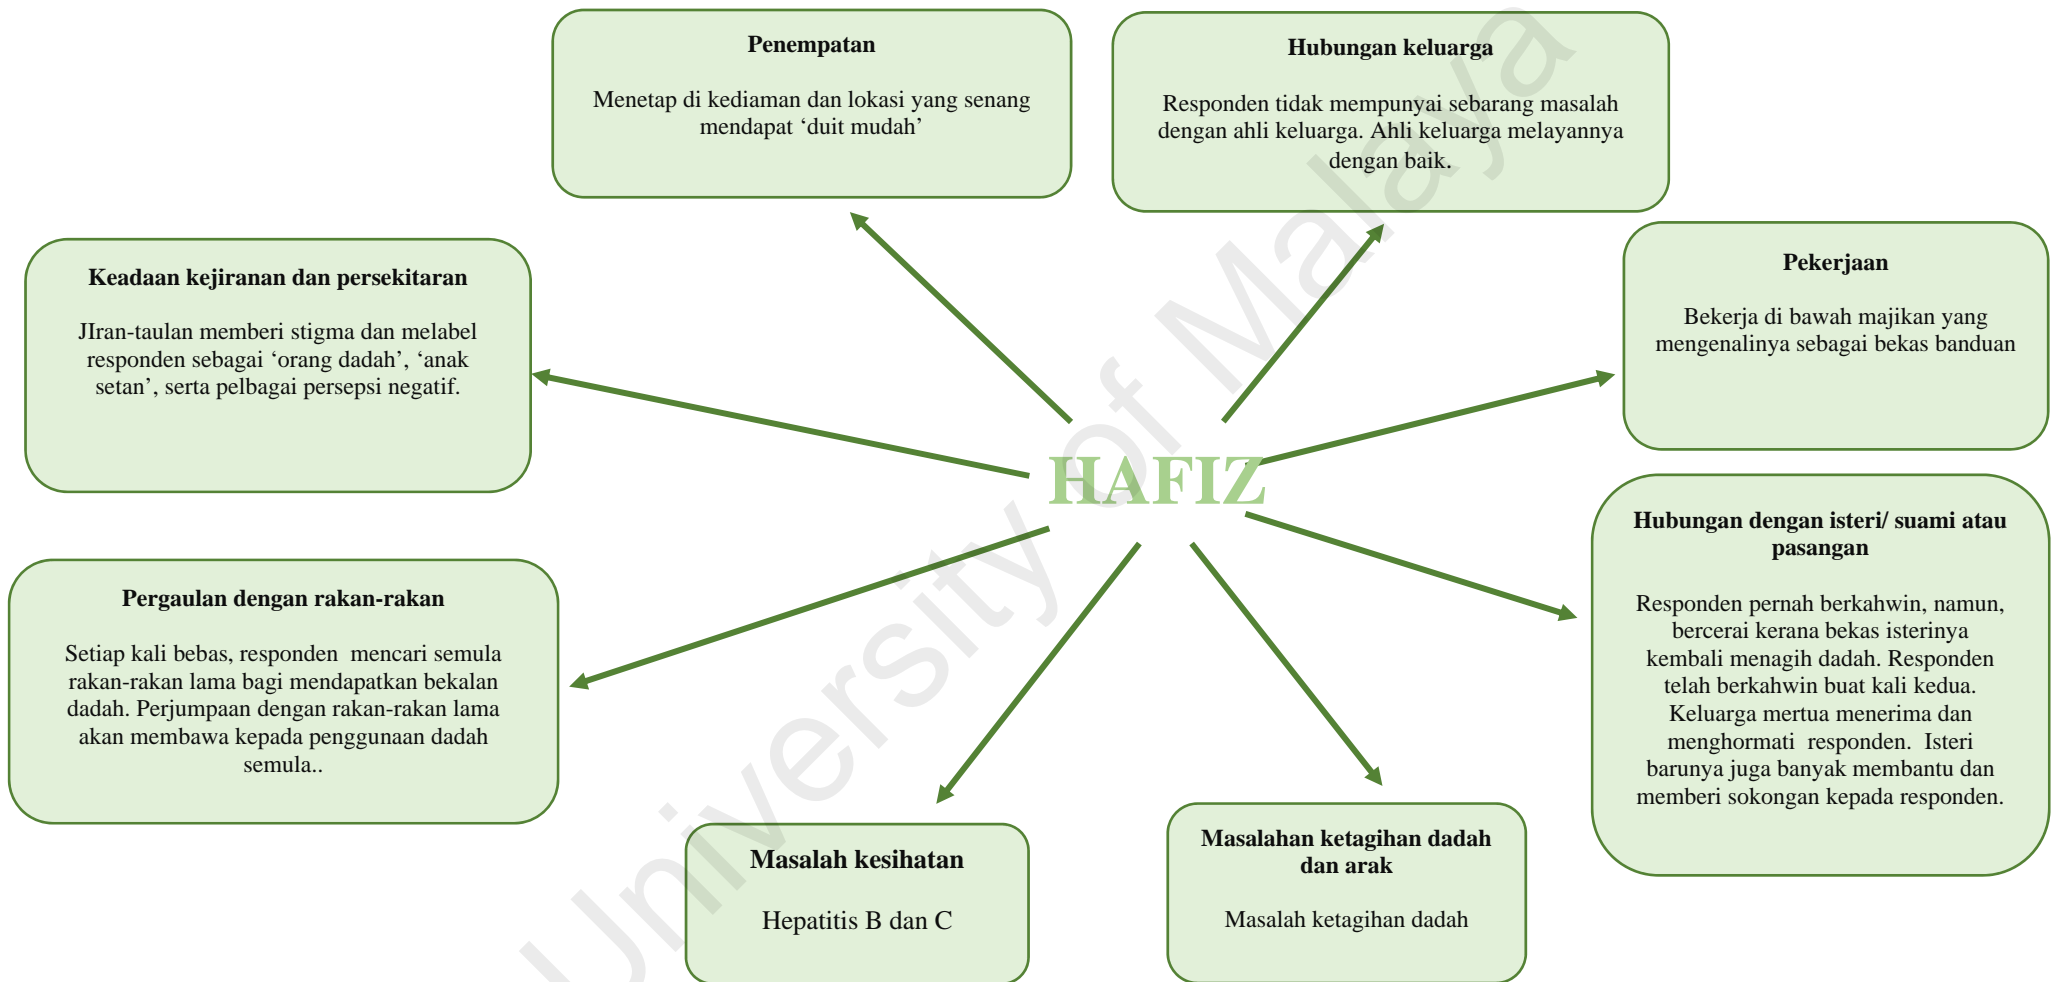 Penempatan
Menetap di kediaman dan lokasi yang senang
mendapat ‘duit mudah’
Hubungan keluarga
Responden tidak mempunyai sebarang masalah
dengan ahli keluarga. Ahli keluarga melayannya
dengan baik.
Keadaan kejiranan dan persekitaran
JIran-taulan memberi stigma dan melabel
responden sebagai ‘orang dadah’, ‘anak
setan’, serta pelbagai persepsi negatif.
Pekerjaan
Bekerja di bawah majikan yang
mengenalinya sebagai bekas banduan
HAFIZ
Hubungan dengan isteri/ suami atau
pasangan
Responden pernah berkahwin, namun,
bercerai kerana bekas isterinya
kembali menagih dadah. Responden
telah berkahwin buat kali kedua.
Keluarga mertua menerima dan
menghormati  responden.  Isteri
barunya juga banyak membantu dan
memberi sokongan kepada responden.
Pergaulan dengan rakan-rakan
Setiap kali bebas, responden  mencari semula
rakan-rakan lama bagi mendapatkan bekalan
dadah. Perjumpaan dengan rakan-rakan lama
akan membawa kepada penggunaan dadah
semula..
Masalah kesihatan
Hepatitis B dan C
Masalahan ketagihan dadah
dan arak
Masalah ketagihan dadah
University of Malaya